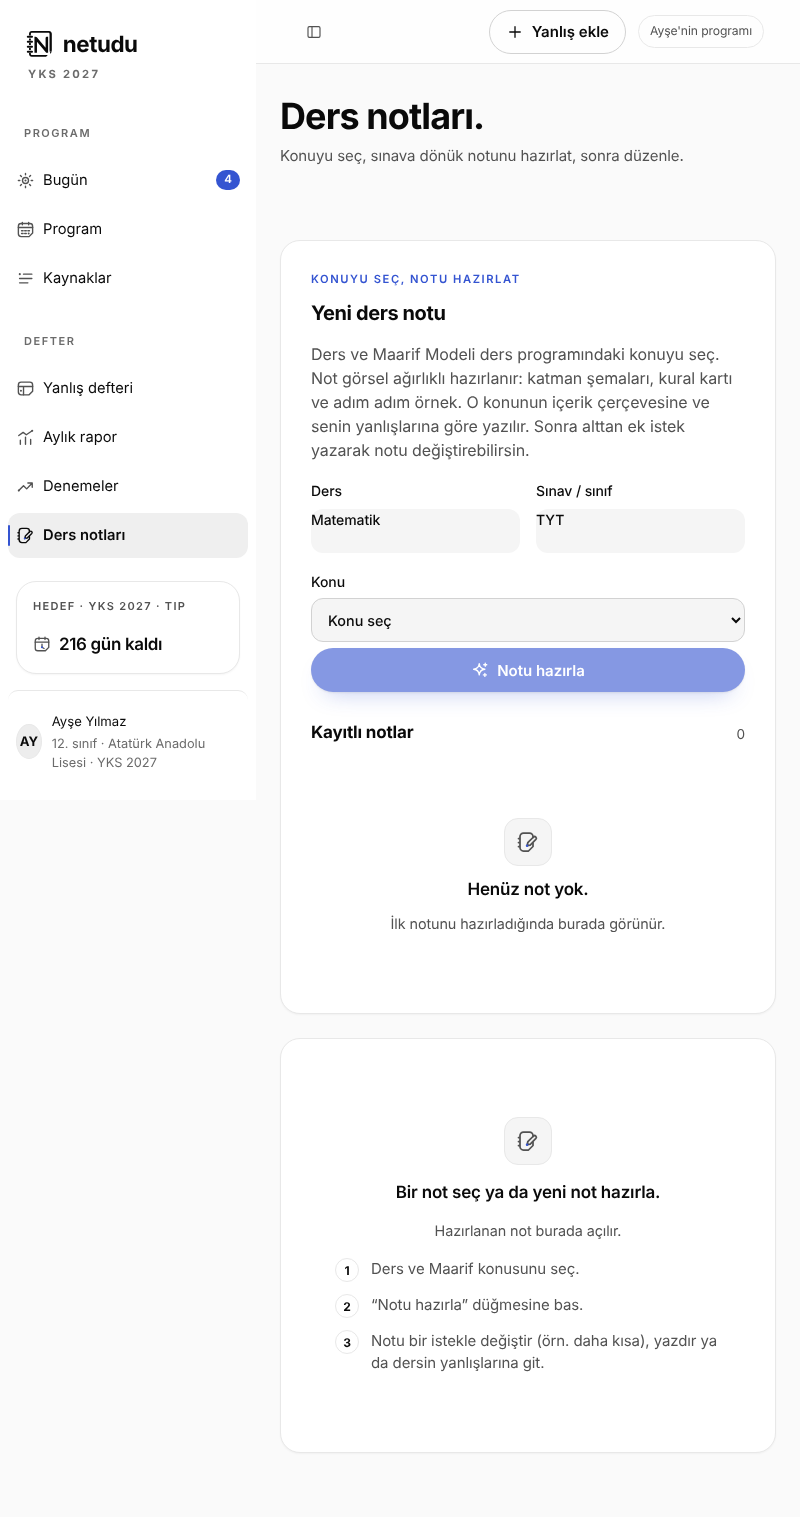 netudu
YKS 2027
PROGRAM
Bugün
4
Program
Kaynaklar
DEFTER
Yanlış defteri
Aylık rapor
Denemeler
Ders notları
HEDEF · YKS 2027 · TIP
216 gün kaldı
AY
Ayşe Yılmaz
12. sınıf · Atatürk Anadolu
Lisesi · YKS 2027
Yanlış ekle
Ayşe'nin programı
Ders notları.
Konuyu seç, sınava dönük notunu hazırlat, sonra düzenle.
KONUYU SEÇ, NOTU HAZIRLAT
Yeni ders notu
Ders ve Maarif Modeli ders programındaki konuyu seç.
Not görsel ağırlıklı hazırlanır: katman şemaları, kural kartı
ve adım adım örnek. O konunun içerik çerçevesine ve
senin yanlışlarına göre yazılır. Sonra alttan ek istek
yazarak notu değiştirebilirsin.
Ders
Sınav / sınıf
Matematik
TYT
Konu
Konu seç
Notu hazırla
Kayıtlı notlar
0
Henüz not yok.
İlk notunu hazırladığında burada görünür.
Bir not seç ya da yeni not hazırla.
Hazırlanan not burada açılır.
1 Ders ve Maarif konusunu seç.
2 “Notu hazırla” düğmesine bas.
3 Notu bir istekle değiştir (örn. daha kısa), yazdır ya
da dersin yanlışlarına git.